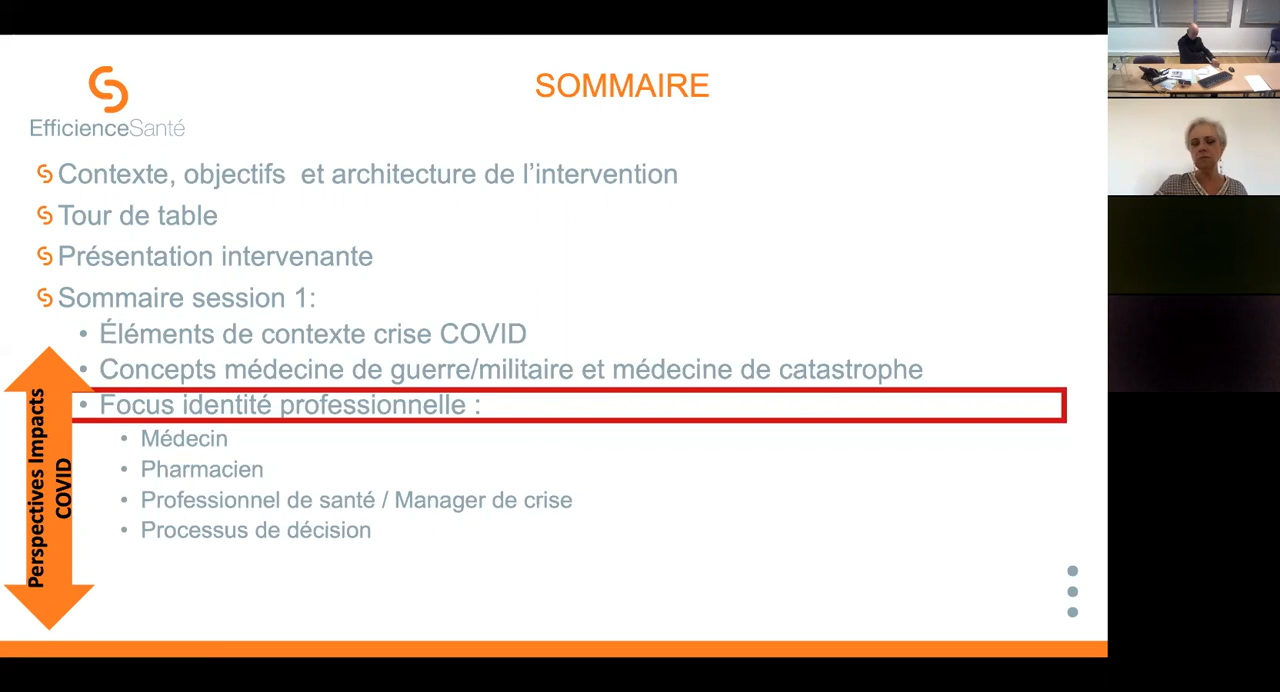 SOMMAIRE
EfficienceSanté
Contexte, objectifs et architecture de l'intervention
Tour de table
Présentation intervenante
Sommaire session 1:
• Éléments de contexte crise COVID
• Concepts médecine de guerre/militaire et médecine de catastrophe
• Focus identité professionnelle :
• Médecin
• Pharmacien
• Professionnel de santé / Manager de crise
• Processus de décision
Perspectives Impacts
COVID